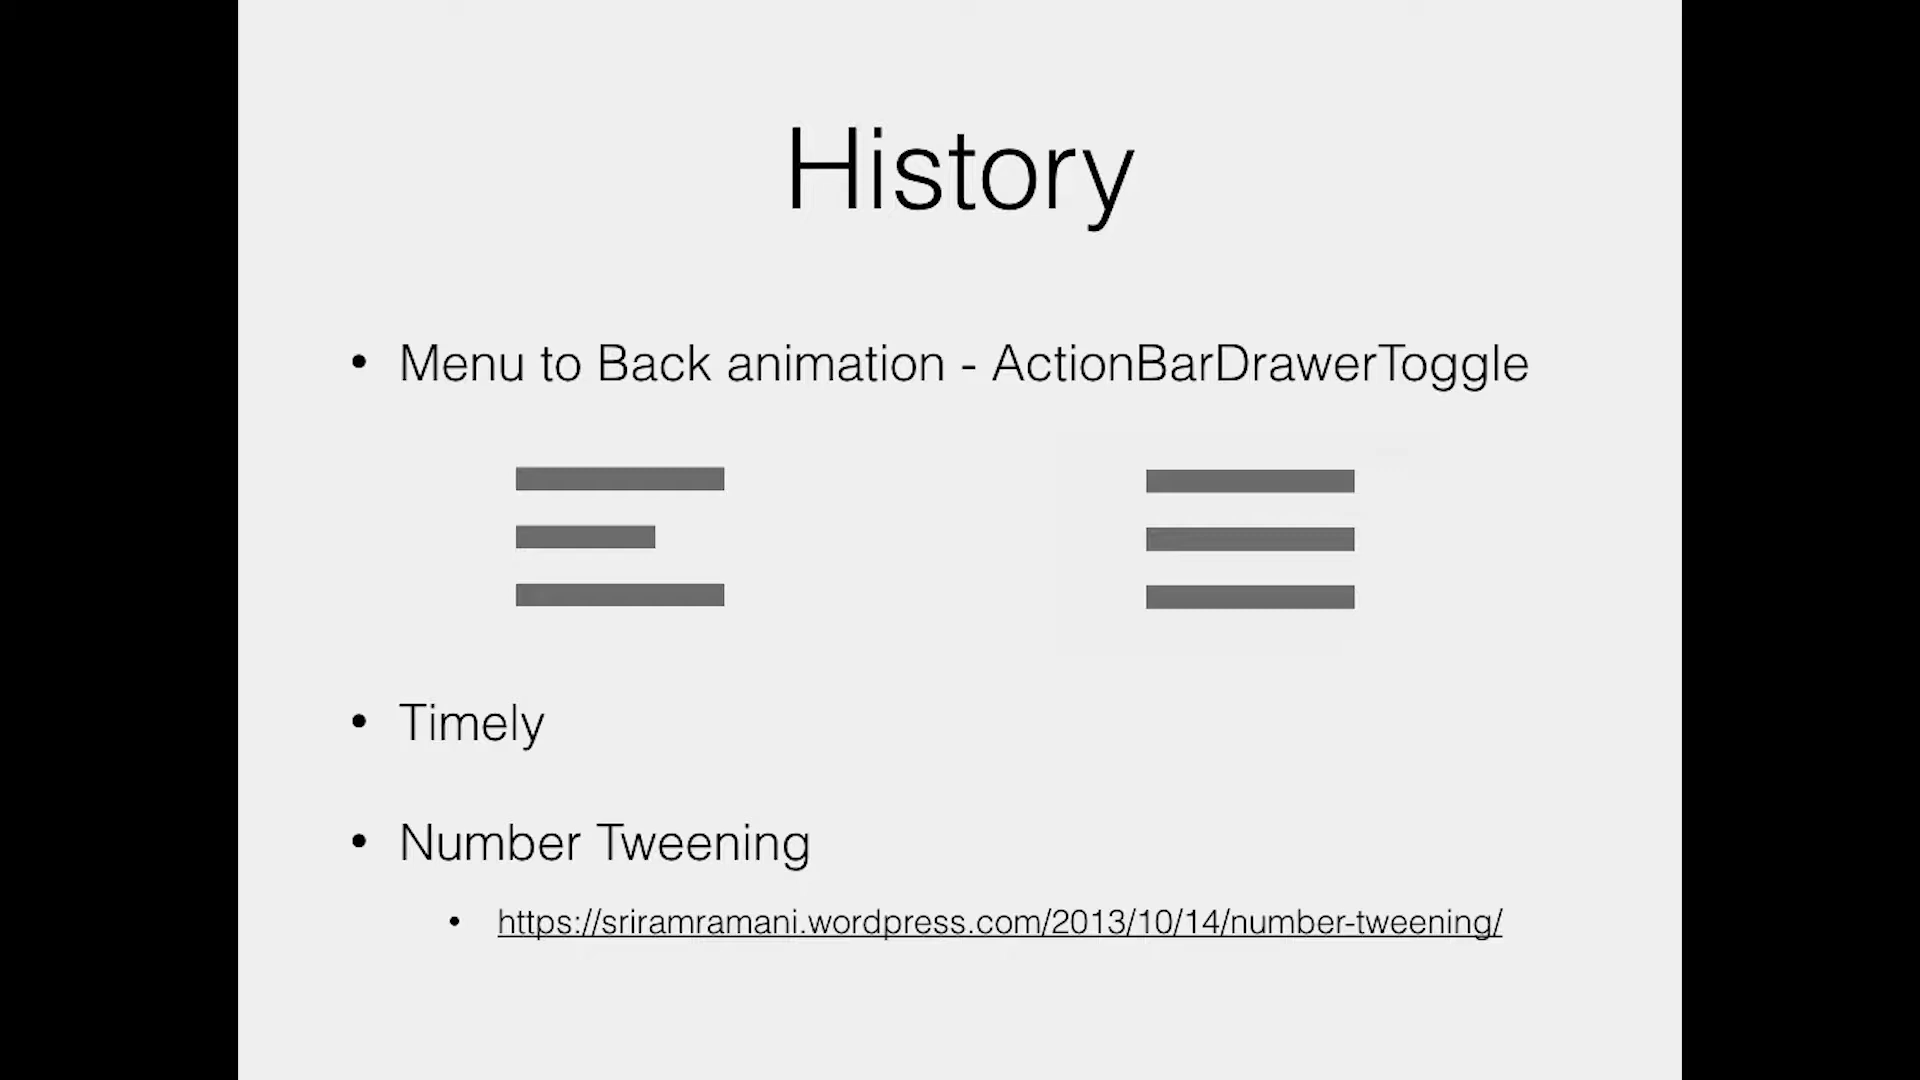 History
• Menu to Back animation - ActionBarDrawerToggle
• Timely
• Number Tweening
• https://sriramramani.wordpress.com/2013/10/14/number-tweening/